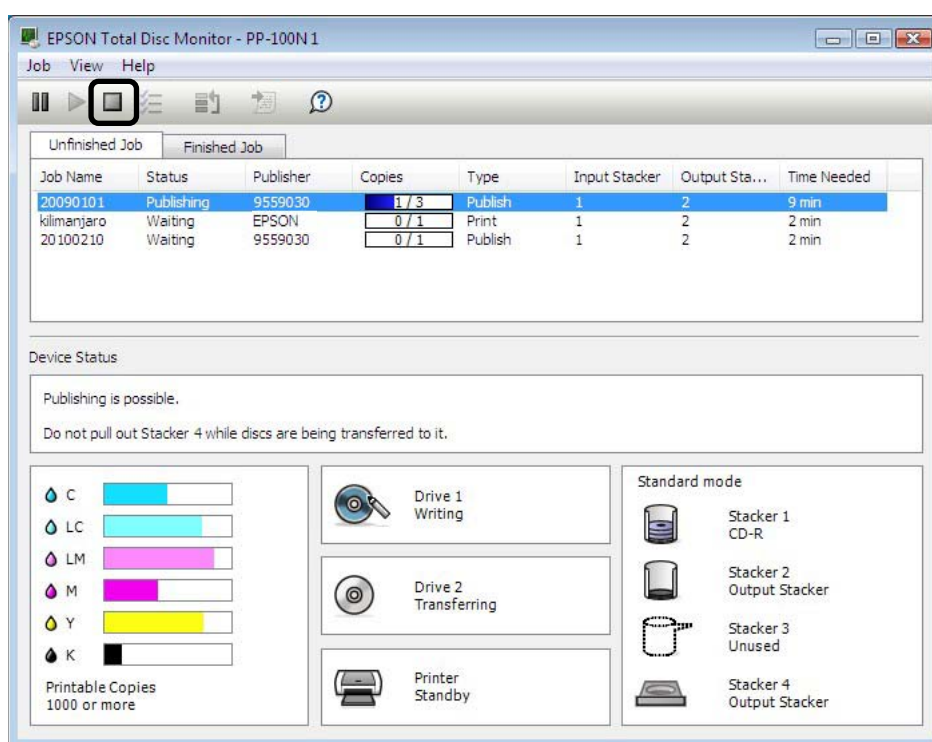 EPSON Total Disc Monitor - PP-100N 1
Job View Help
Unfinished Job Finished Job
Job Name Status Publisher Copies Type Input Stacker Output Sta... Time Needed
20090101 Publishing 9559030 1 / 3 Publish 1 2 9 min
kilimanjaro Waiting EPSON 0 / 1 Print 1 2 2 min
20100210 Waiting 9559030 0 / 1 Publish 1 2 2 min
Device Status
Publishing is possible.
Do not pull out Stacker 4 while discs are being transferred to it.
C
LC
LM
M
Y
K
Printable Copies
1000 or more
Drive 1
Writing
Drive 2
Transferring
Printer
Standby
Standard mode
Stacker 1
CD-R
Stacker 2
Output Stacker
Stacker 3
Unused
Stacker 4
Output Stacker